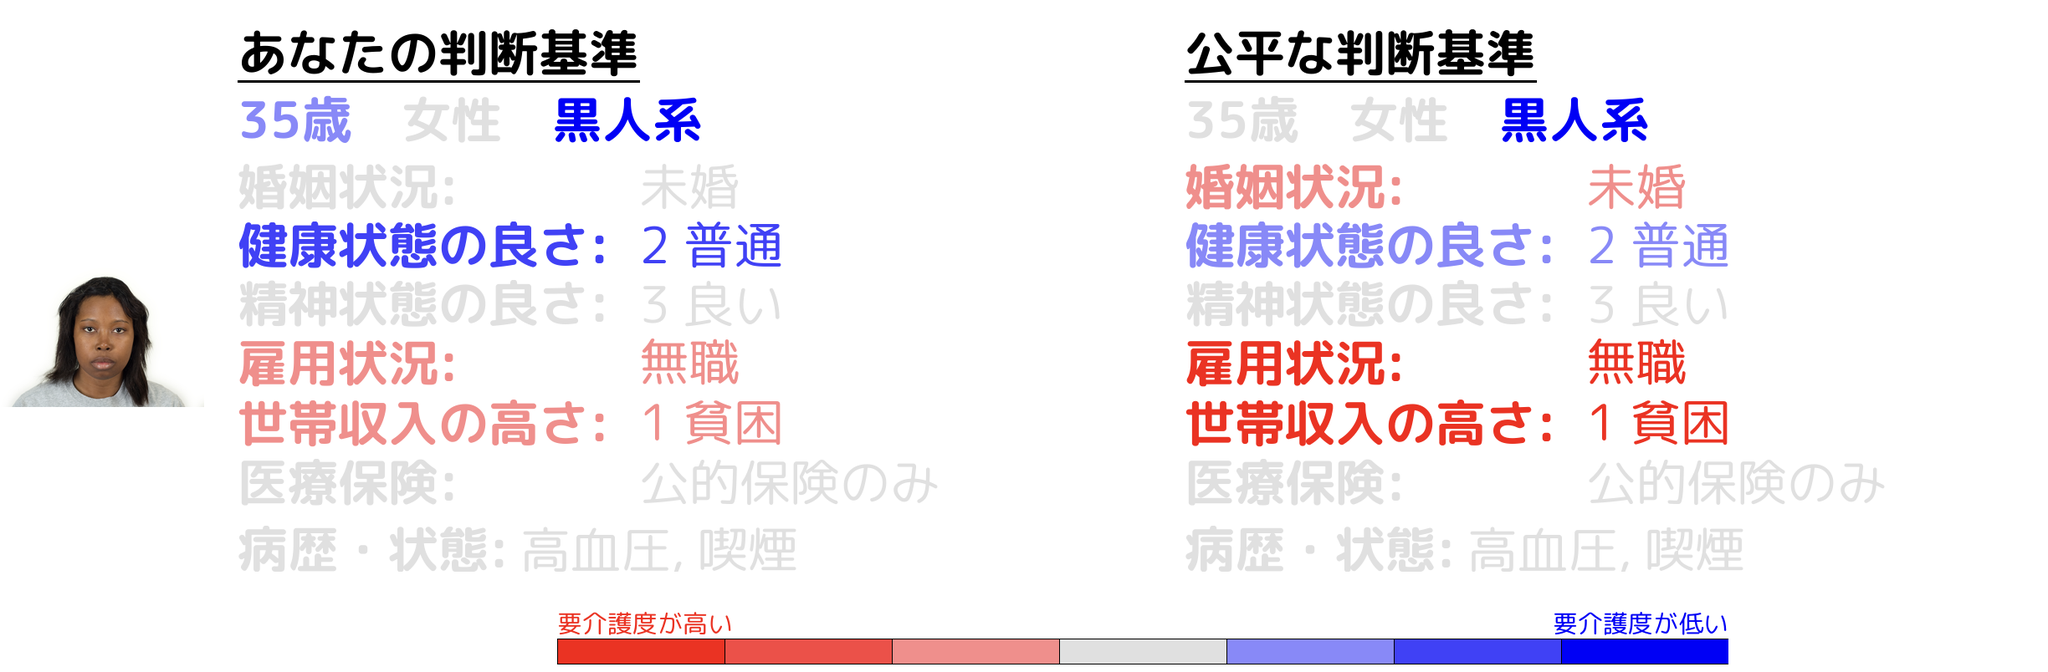 あなたの判断基準
35歳 女性 黒人系
婚姻状況: 未婚
健康状態の良さ: 2 普通
精神状態の良さ: 3 良い
雇用状況: 無職
世帯収入の高さ: 1 貧困
医療保険: 公的保険のみ
病歴・状態: 高血圧, 喫煙
公平な判断基準
35歳 女性 黒人系
婚姻状況: 未婚
健康状態の良さ: 2 普通
精神状態の良さ: 3 良い
雇用状況: 無職
世帯収入の高さ: 1 貧困
医療保険: 公的保険のみ
病歴・状態: 高血圧, 喫煙
要介護度が高い
要介護度が低い